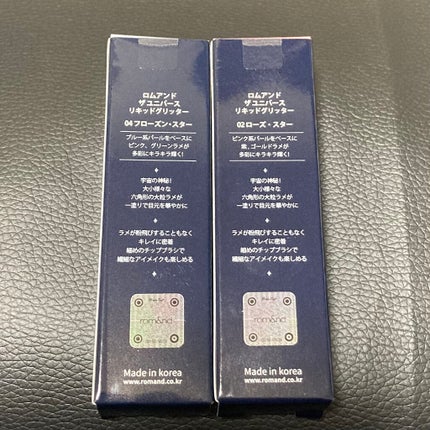 ロムアンド
ザユニバース
リキッドグリッター
04 フローズン・スター
ブルー系パールをベースに
ピンク、グリーンラメが
多彩にキラキラ輝く!
宇宙の神秘!
大小様々な
六角形の大粒ラメが
一塗りで目元を華やかに
ラメが粉飛びすることもなく
キレイに密着
細めのチップブラシで
繊細なアイメイクも楽しめる
romand
Made in korea
www.romand.co.kr
ロムアンド
ザユニバース
リキッドグリッター
02 ローズ・スター
ピンク系パールをベースに
紫、ゴールドラメが
多彩にキラキラ輝く!
宇宙の神秘!
大小様々な
六角形の大粒ラメが
一塗りで目元を華やかに
ラメが粉飛びすることもなく
キレイに密着
細めのチップブラシで
繊細なアイメイクも楽しめる
romand
Made in korea
www.romand.co.kr